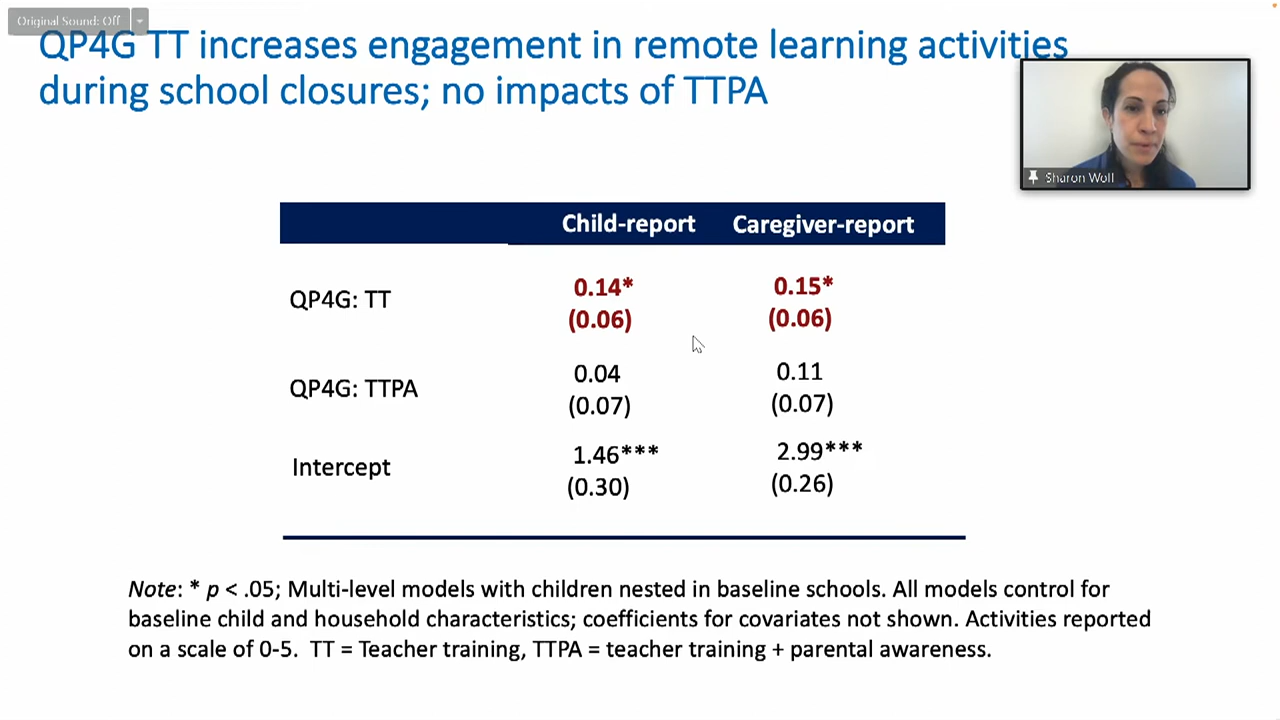 Original Sound: Off
QP4G TT increases engagement in remote learning activities
during school closures; no impacts of TTPA
Sharon Wolf
Child-report Caregiver-report
QP4G: TT 0.14* 0.15*
(0.06) (0.06)
QP4G: TTPA 0.04 0.11
(0.07) (0.07)
Intercept 1.46*** 2.99***
(0.30) (0.26)
Note: * p < .05; Multi-level models with children nested in baseline schools. All models control for
baseline child and household characteristics; coefficients for covariates not shown. Activities reported
on a scale of 0-5. TT = Teacher training, TTPA = teacher training + parental awareness.